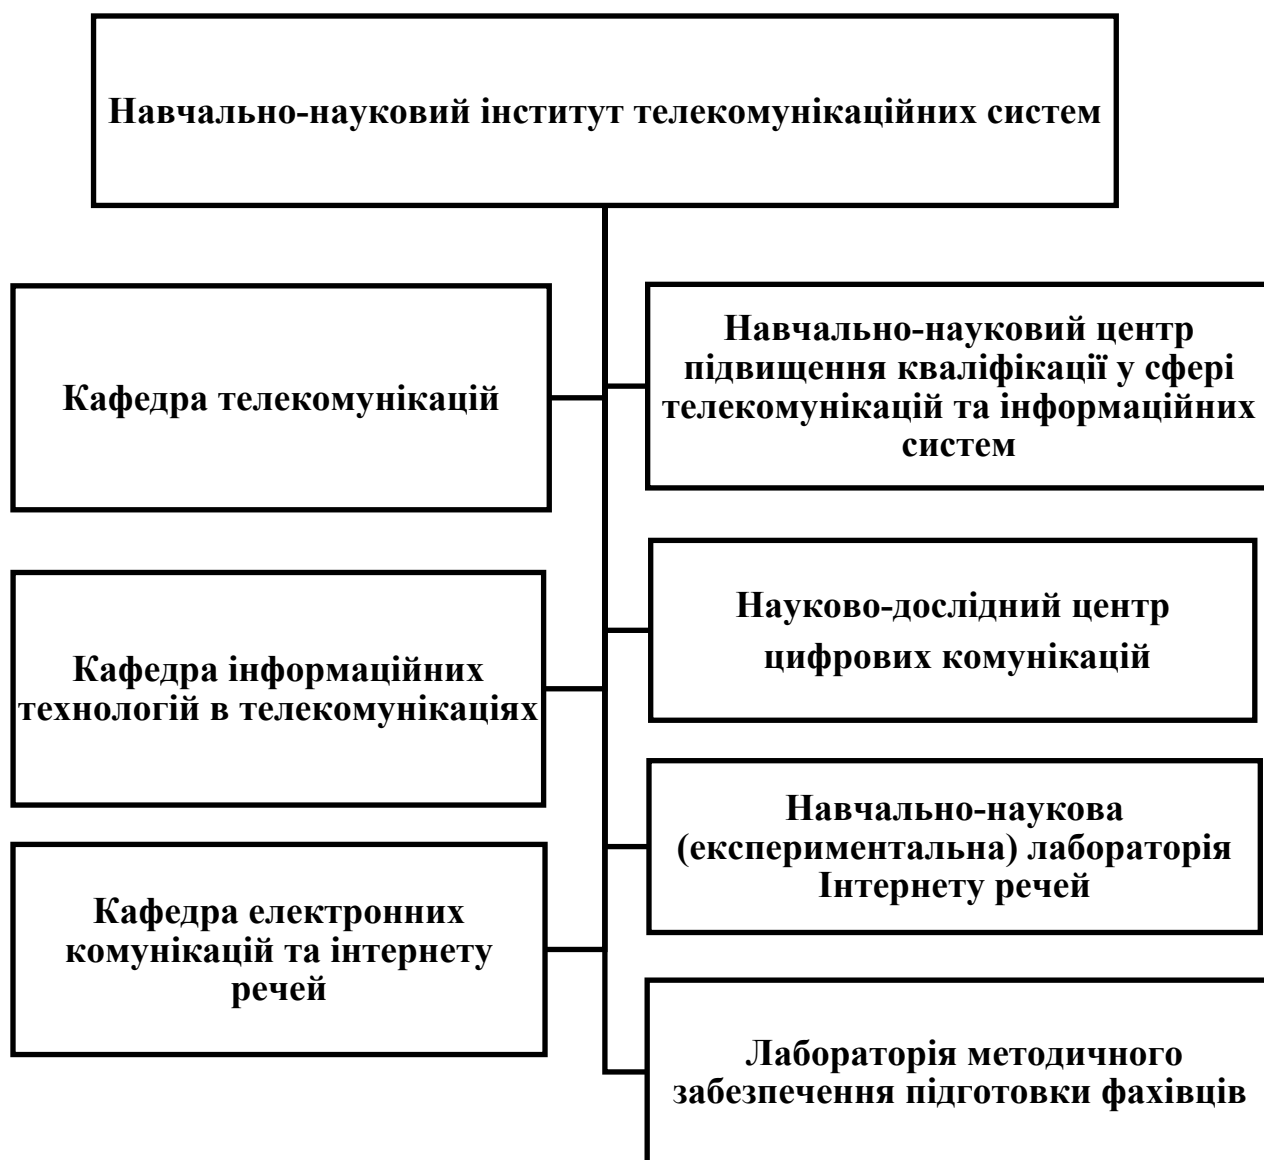 Навчально-науковий інститут телекомунікаційних систем
Кафедра телекомунікацій
Навчально-науковий центр
підвищення кваліфікації у сфері
телекомунікацій та інформаційних
систем
Кафедра інформаційних
технологій в телекомунікаціях
Науково-дослідний центр
цифрових комунікацій
Кафедра електронних
комунікацій та інтернету
речей
Навчально-наукова
(експериментальна) лабораторія
Інтернету речей
Лабораторія методичного
забезпечення підготовки фахівців